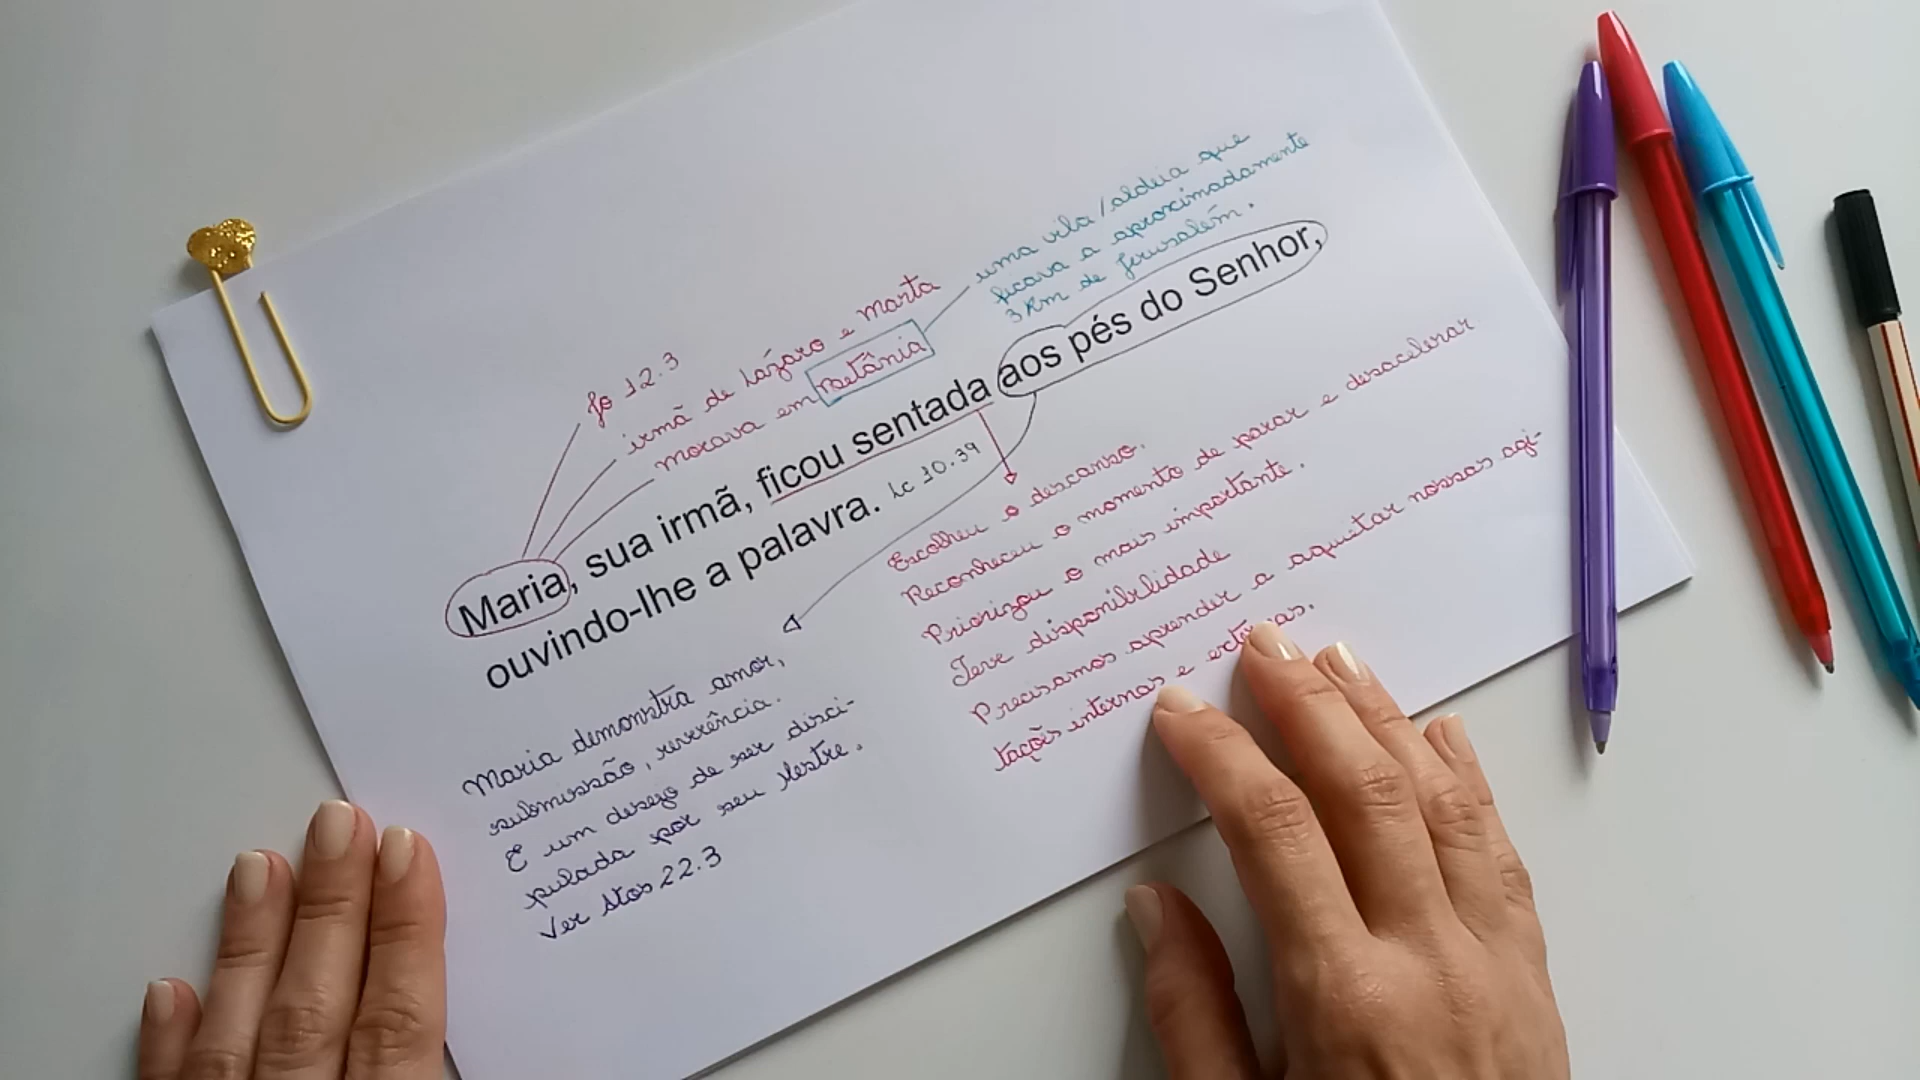 uma vila/aldeia que
ficava a aproximadamente
3 Km de Jerusalém.
Jo 12.3
irmã de Lázaro e Marta
morava em Betânia
Maria, sua irmã, ficou sentada aos pés do Senhor,
ouvindo-lhe a palavra. Lc 10.39
Escolheu o descanso.
Reconheceu o momento de parar e desacelerar
Priorizou o mais importante.
Teve disponibilidade
Precisamos aprender a aquietar nossas agi-
tações internas e externas.
Maria demonstra amor,
submissão, reverência.
E um desejo de ser disci-
pulada por seu Mestre.
Ver Atos 22.3